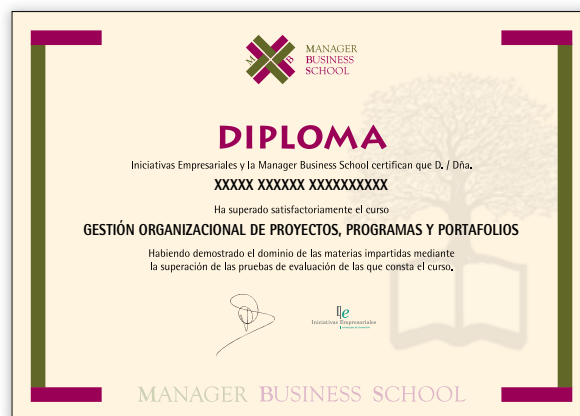 M B
MANAGER
BUSINESS
SCHOOL
DIPLOMA
Iniciativas Empresariales y la Manager Business School certifican que D. / Dña.
XXXXX XXXXXX XXXXXXXXXX
Ha superado satisfactoriamente el curso
GESTIÓN ORGANIZACIONAL DE PROYECTOS, PROGRAMAS Y PORTAFOLIOS
Habiendo demostrado el dominio de las materias impartidas mediante
la superación de las pruebas de evaluación de las que consta el curso.
Iniciativas Empresariales
MANAGER BUSINESS SCHOOL